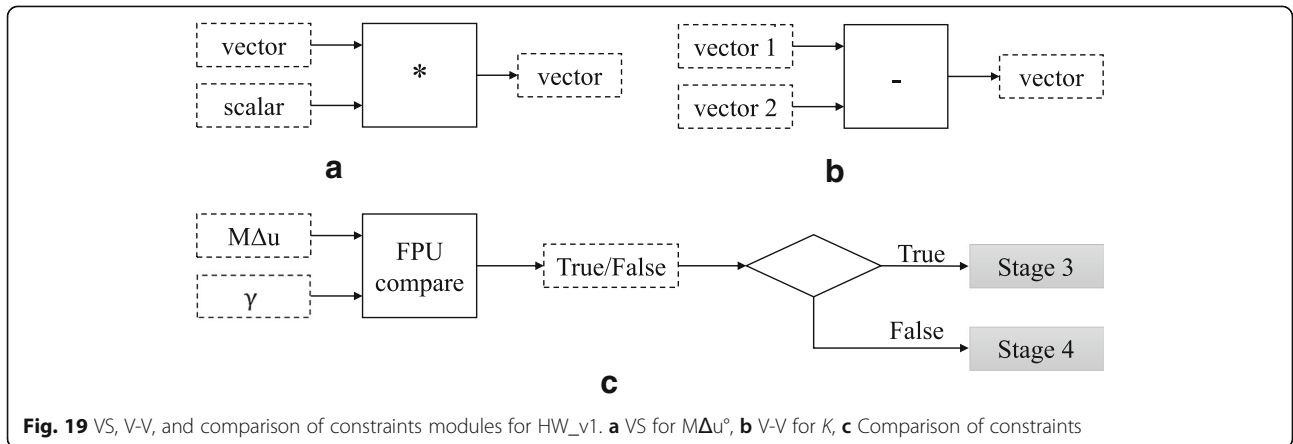 vector
scalar
*
vector
a
vector 1
vector 2
-
vector
b
MΔu
γ
FPU
compare
True/False
True
Stage 3
False
Stage 4
c
Fig. 19 VS, V-V, and comparison of constraints modules for HW_v1. a VS for MΔu°, b V-V for K, c Comparison of constraints